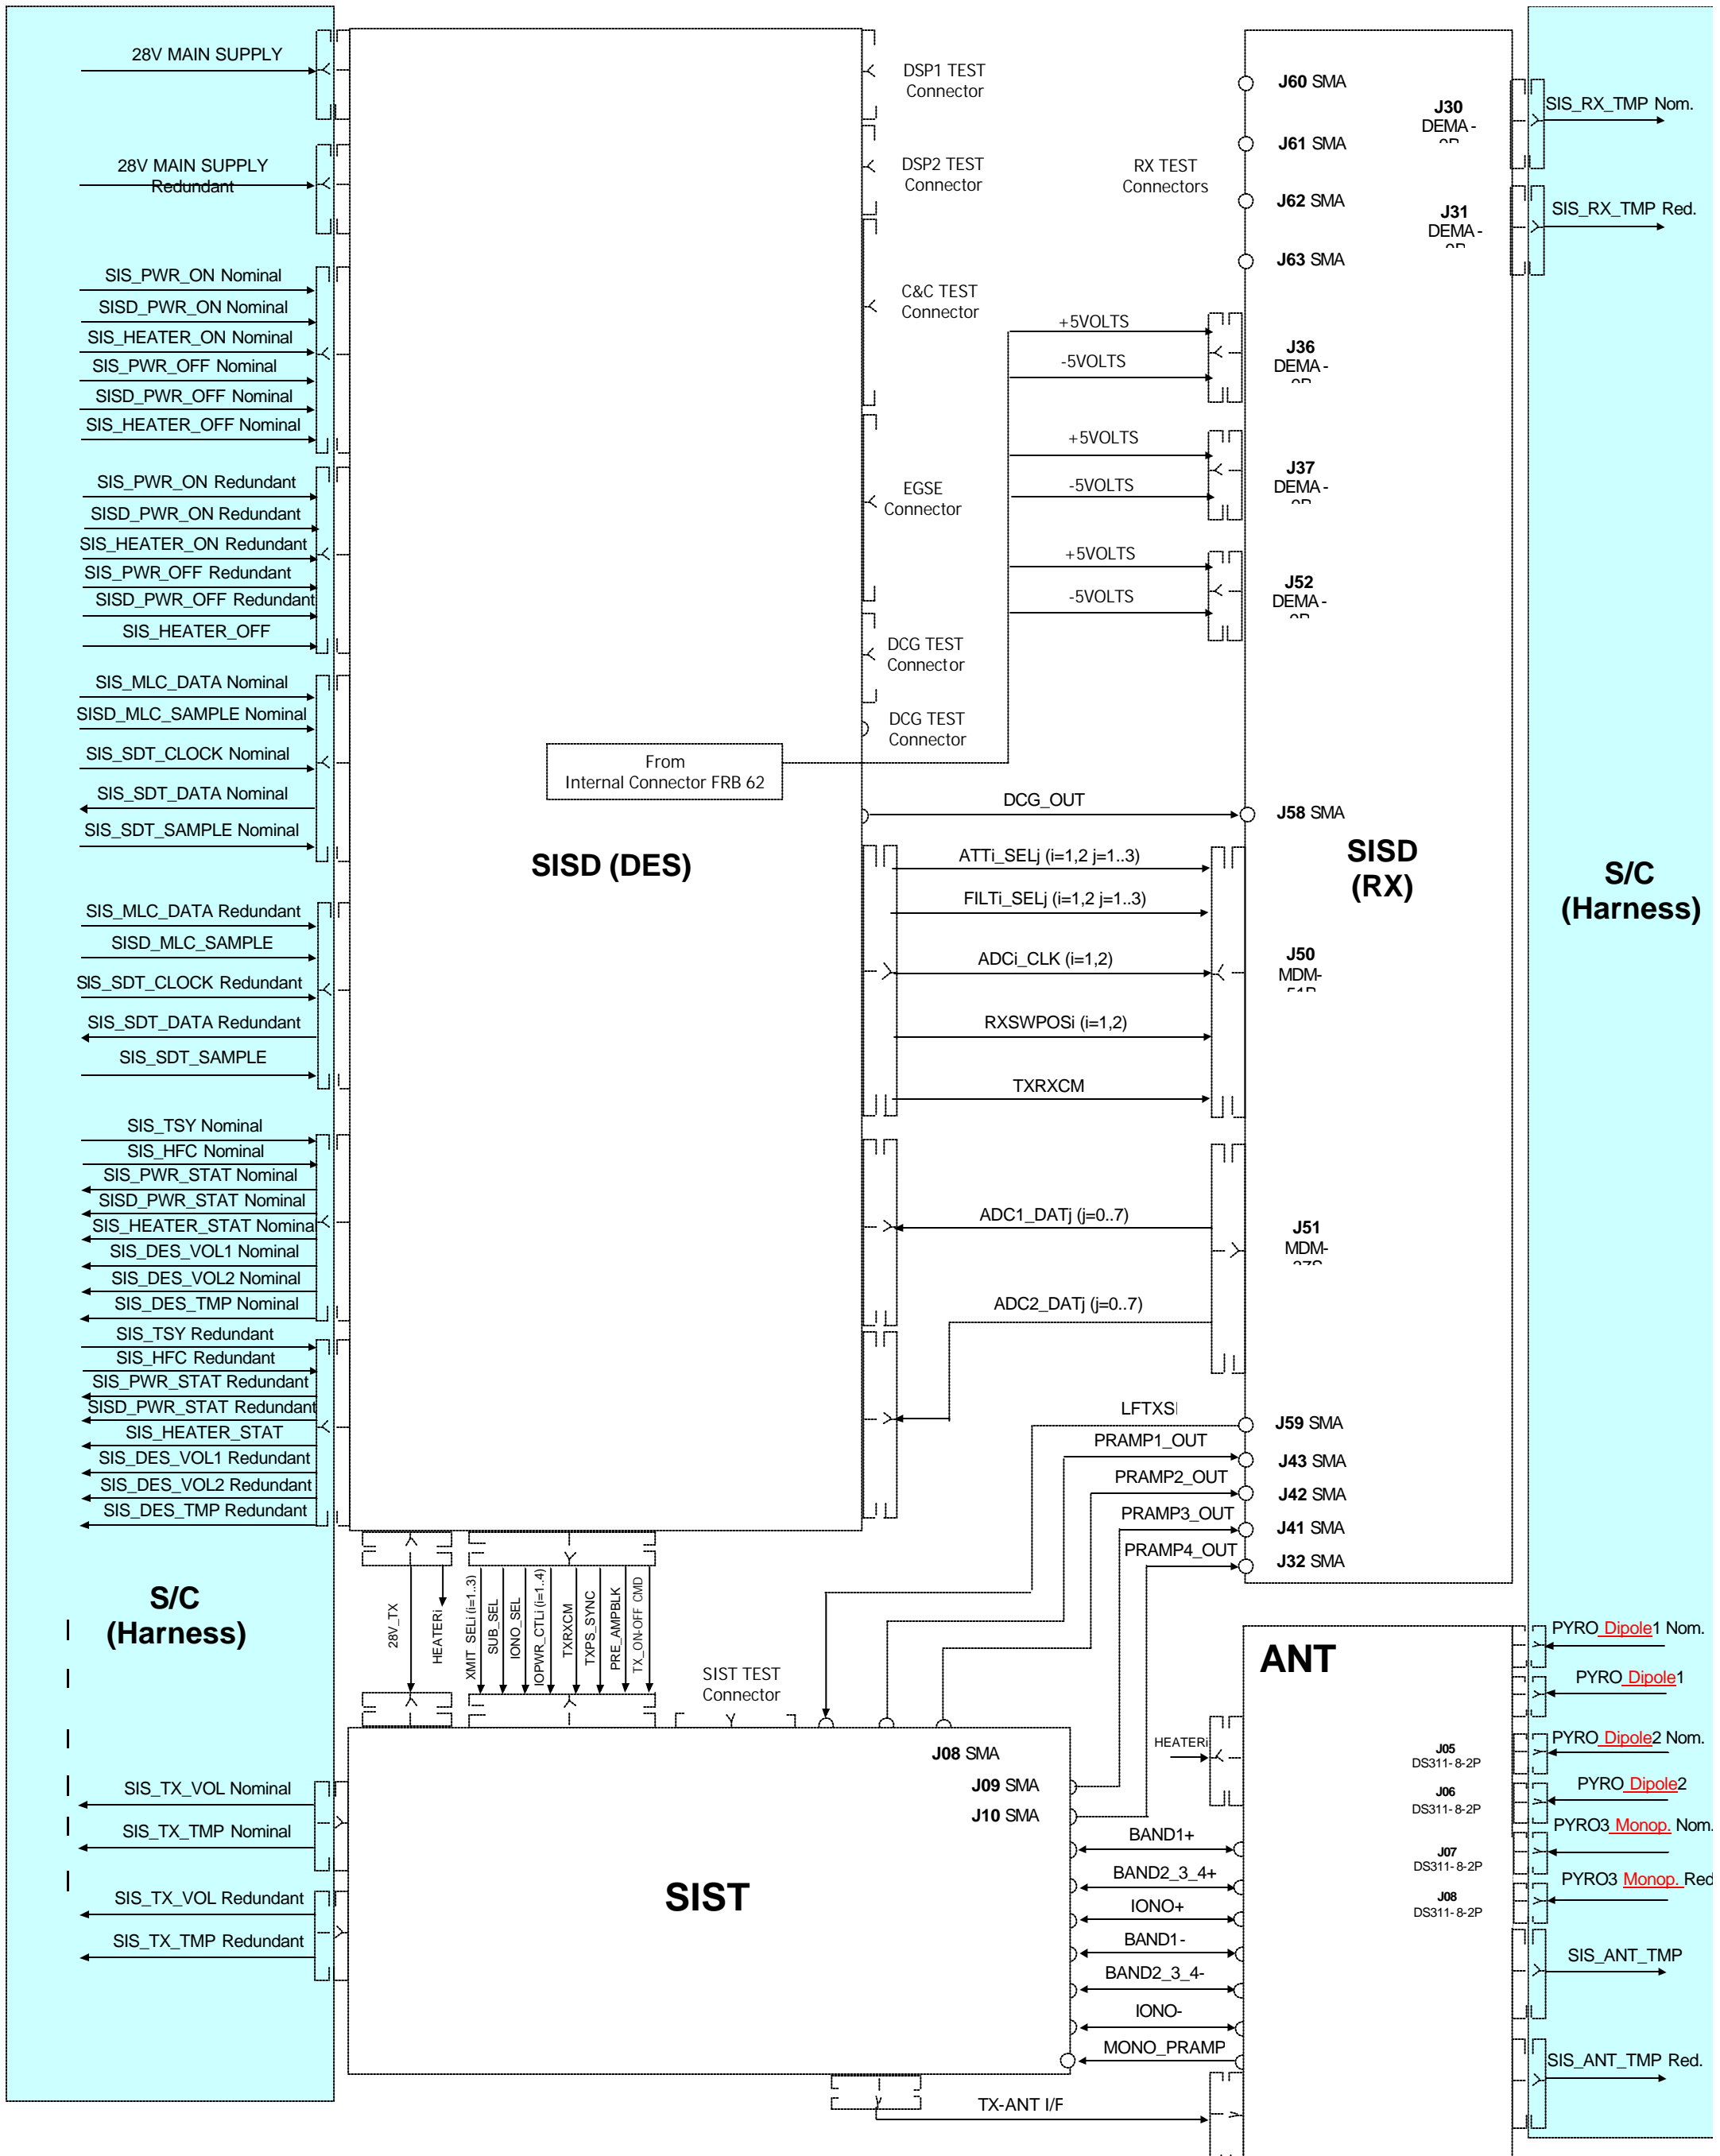 28V MAIN SUPPLY
28V MAIN SUPPLY
Redundant
SIS_PWR_ON Nominal
SISD_PWR_ON Nominal
SIS_HEATER_ON Nominal
SIS_PWR_OFF Nominal
SISD_PWR_OFF Nominal
SIS_HEATER_OFF Nominal
SIS_PWR_ON Redundant
SISD_PWR_ON Redundant
SIS_HEATER_ON Redundant
SIS_PWR_OFF Redundant
SISD_PWR_OFF Redundant
SIS_HEATER_OFF
SIS_MLC_DATA Nominal
SISD_MLC_SAMPLE Nominal
SIS_SDT_CLOCK Nominal
SIS_SDT_DATA Nominal
SIS_SDT_SAMPLE Nominal
SIS_MLC_DATA Redundant
SISD_MLC_SAMPLE
SIS_SDT_CLOCK Redundant
SIS_SDT_DATA Redundant
SIS_SDT_SAMPLE
SIS_TSY Nominal
SIS_HFC Nominal
SIS_PWR_STAT Nominal
SISD_PWR_STAT Nominal
SIS_HEATER_STAT Nomina
SIS_DES_VOL1 Nominal
SIS_DES_VOL2 Nominal
SIS_DES_TMP Nominal
SIS_TSY Redundant
SIS_HFC Redundant
SIS_PWR_STAT Redundant
SISD_PWR_STAT Redundant
SIS_HEATER_STAT
SIS_DES_VOL1 Redundant
SIS_DES_VOL2 Redundant
SIS_DES_TMP Redundant
S/C
(Harness)
SIS_TX_VOL Nominal
SIS_TX_TMP Nominal
SIS_TX_VOL Redundant
SIS_TX_TMP Redundant
SISD (DES)
From
Internal Connector FRB 62
DSP1 TEST
Connector
DSP2 TEST
Connector
C&C TEST
Connector
EGSE
Connector
DCG TEST
Connector
DCG TEST
Connector
RX TEST
Connectors
+5VOLTS
-5VOLTS
+5VOLTS
-5VOLTS
+5VOLTS
-5VOLTS
DCG_OUT
ATTi_SELj (i=1,2 j=1..3)
FILTi_SELj (i=1,2 j=1..3)
ADCi_CLK (i=1,2)
RXSWPOSi (i=1,2)
TXRXCM
ADC1_DATj (j=0..7)
ADC2_DATj (j=0..7)
LFTXS
PRAMP1_OUT
PRAMP2_OUT
PRAMP3_OUT
PRAMP4_OUT
J60 SMA
J61 SMA
J62 SMA
J63 SMA
J30
DEMA-
J31
DEMA-
J36
DEMA-
J37
DEMA-
J52
DEMA-
J58 SMA
SISD
(RX)
J50
MDM-
J51
MDM-
J59 SMA
J43 SMA
J42 SMA
J41 SMA
J32 SMA
SIS_RX_TMP Nom.
SIS_RX_TMP Red.
S/C
(Harness)
28V_TX
HEATERi
XMIT SELi (i=1..3)
SUB_SEL
IONO_SEL
IOPWR_CTLi (i=1..4)
TXRXCM
TXPS_SYNC
PRE_AMPBLK
TX_ON-OFF CMD
SIST TEST
Connector
J08 SMA
J09 SMA
J10 SMA
SIST
BAND1+
BAND2_3_4+
IONO+
BAND1-
BAND2_3_4-
IONO-
MONO_PRAMP
TX-ANT I/F
ANT
HEATERi
J05
DS311-8-2P
J06
DS311-8-2P
J07
DS311-8-2P
J08
DS311-8-2P
PYRO_Dipole1 Nom.
PYRO_Dipole1
PYRO_Dipole2 Nom.
PYRO_Dipole2
PYRO3_Monop. Nom.
PYRO3 Monop. Red
SIS_ANT_TMP
SIS_ANT_TMP Red.